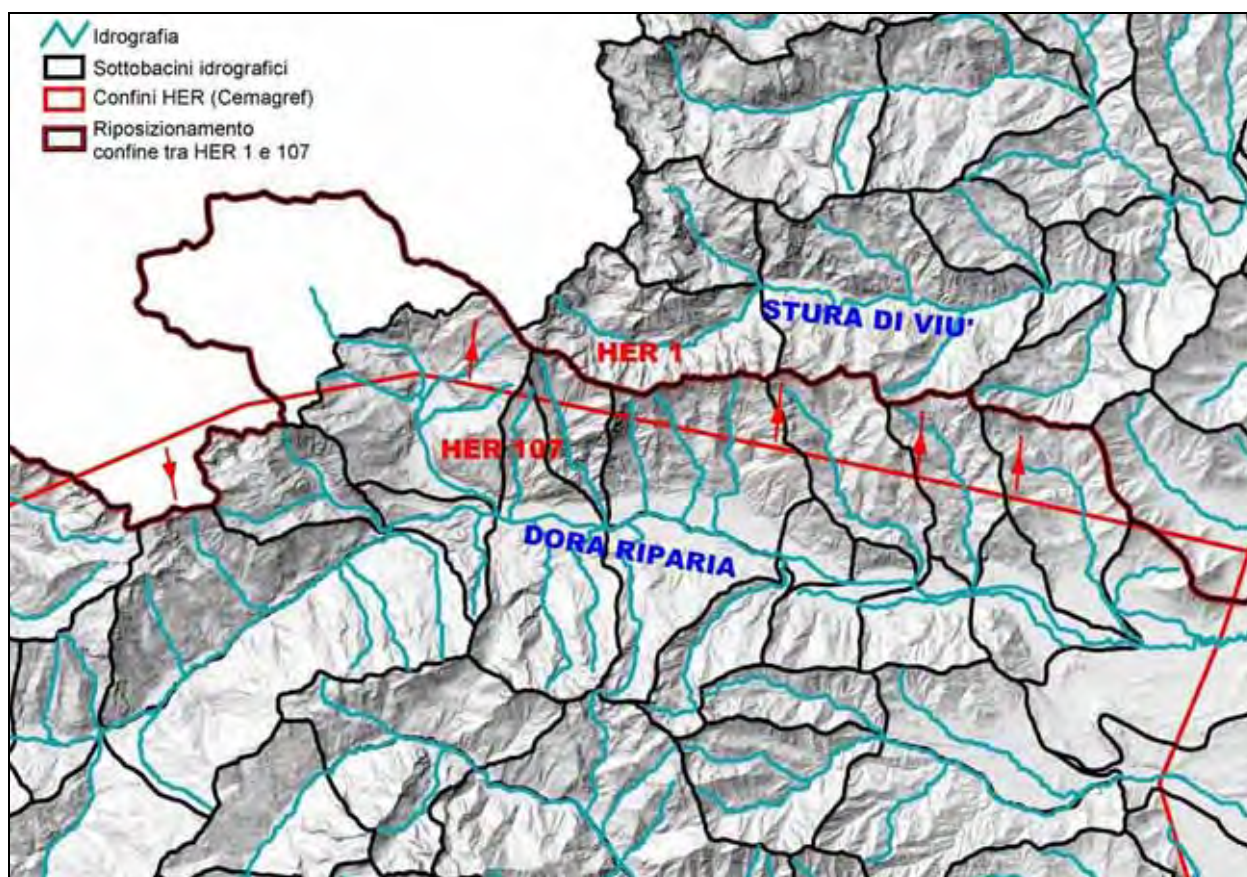 Idrografia
Sottobacini idrografici
Confini HER (Cemagref)
Riposizionamento
confine tra HER 1 e 107
STURA DI VIU'
HER 1
HER 107
DORA RIPARIA